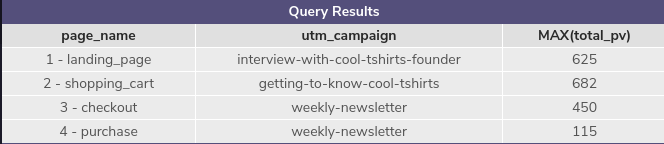 Query Results
page_name utm_campaign MAX(total_pv)
1 - landing_page interview-with-cool-tshirts-founder 625
2 - shopping_cart getting-to-know-cool-tshirts 682
3 - checkout weekly-newsletter 450
4 - purchase weekly-newsletter 115